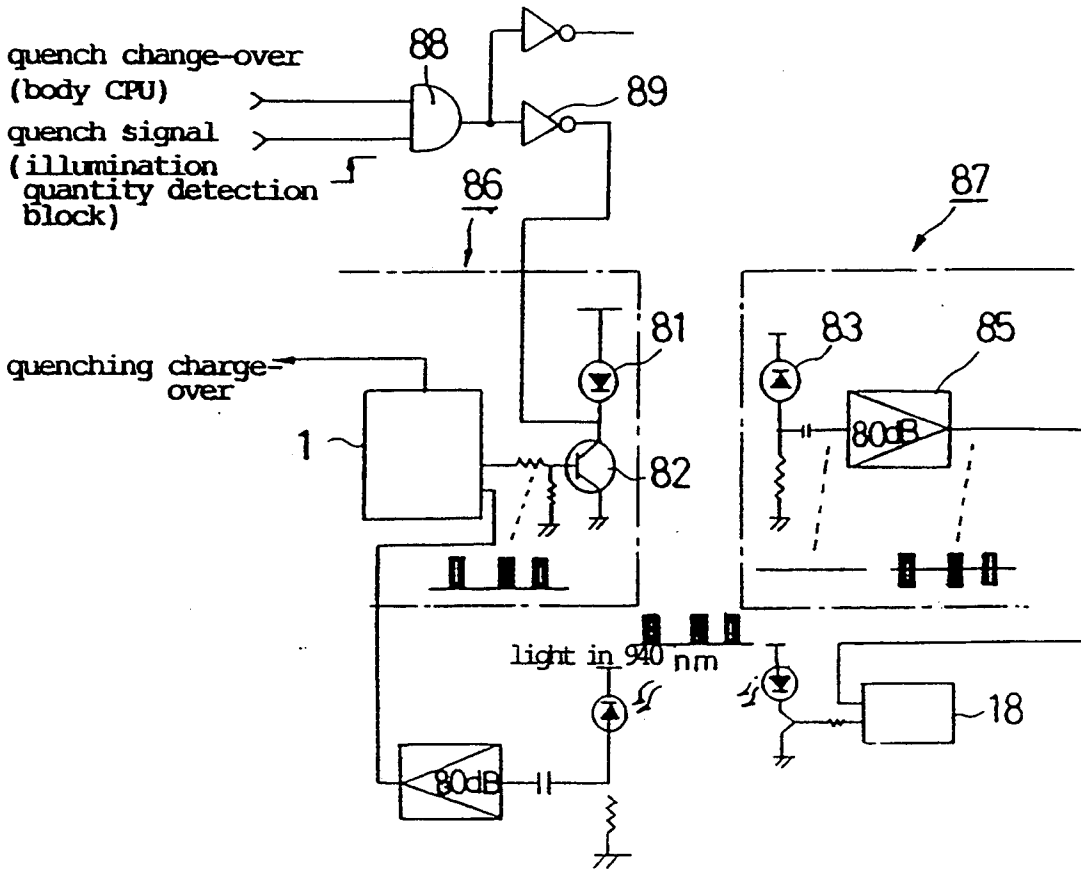 quench change-over
(body CPU)
88
89
quench signal
(illumination
quantity detection
block)
86
87
81
83
85
quenching charge-
over
1
80dB
82
light in 940 nm
18
80dB